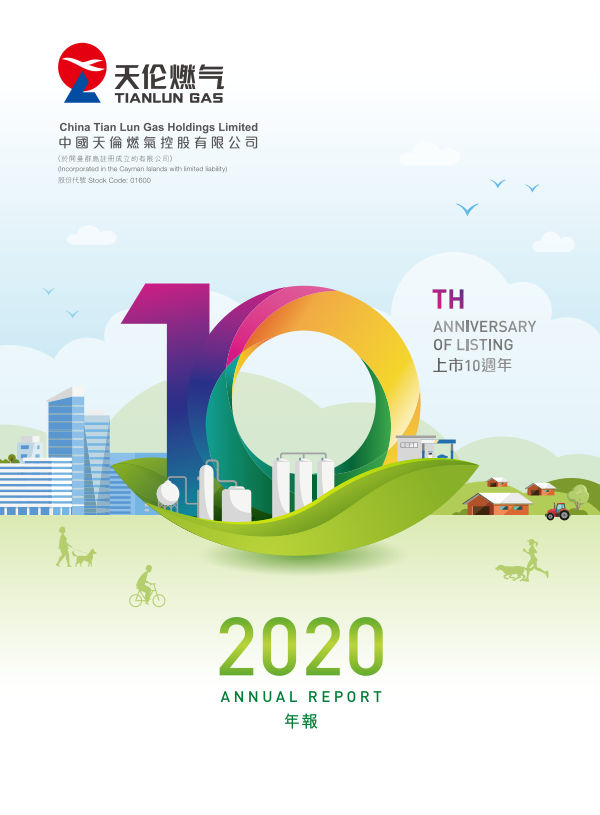 天伦燃气
TIANLUN GAS
China Tian Lun Gas Holdings Limited
中國天倫燃氣控股有限公司
(於開曼群島註冊成立的有限公司)
(Incorporated in the Cayman Islands with limited liability)
股份代號 Stock Code: 01600
10
TH
ANNIVERSARY
OF LISTING
上市10週年
2020
ANNUAL REPORT
年報